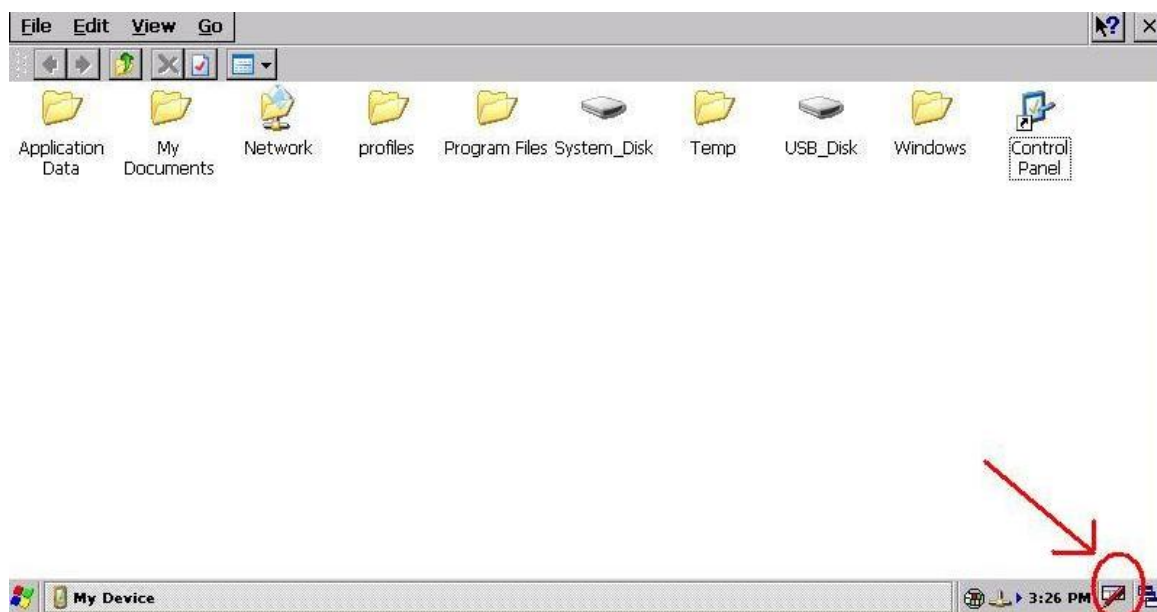 File Edit View Go
Application Data
My Documents
Network
profiles
Program Files
System_Disk
Temp
USB_Disk
Windows
Control Panel
My Device
3:26 PM